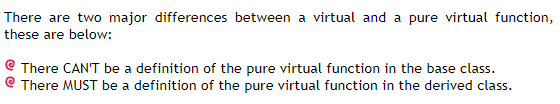 There are two major differences between a virtual and a pure virtual function,
these are below:
There CAN'T be a definition of the pure virtual function in the base class.
There MUST be a definition of the pure virtual function in the derived class.